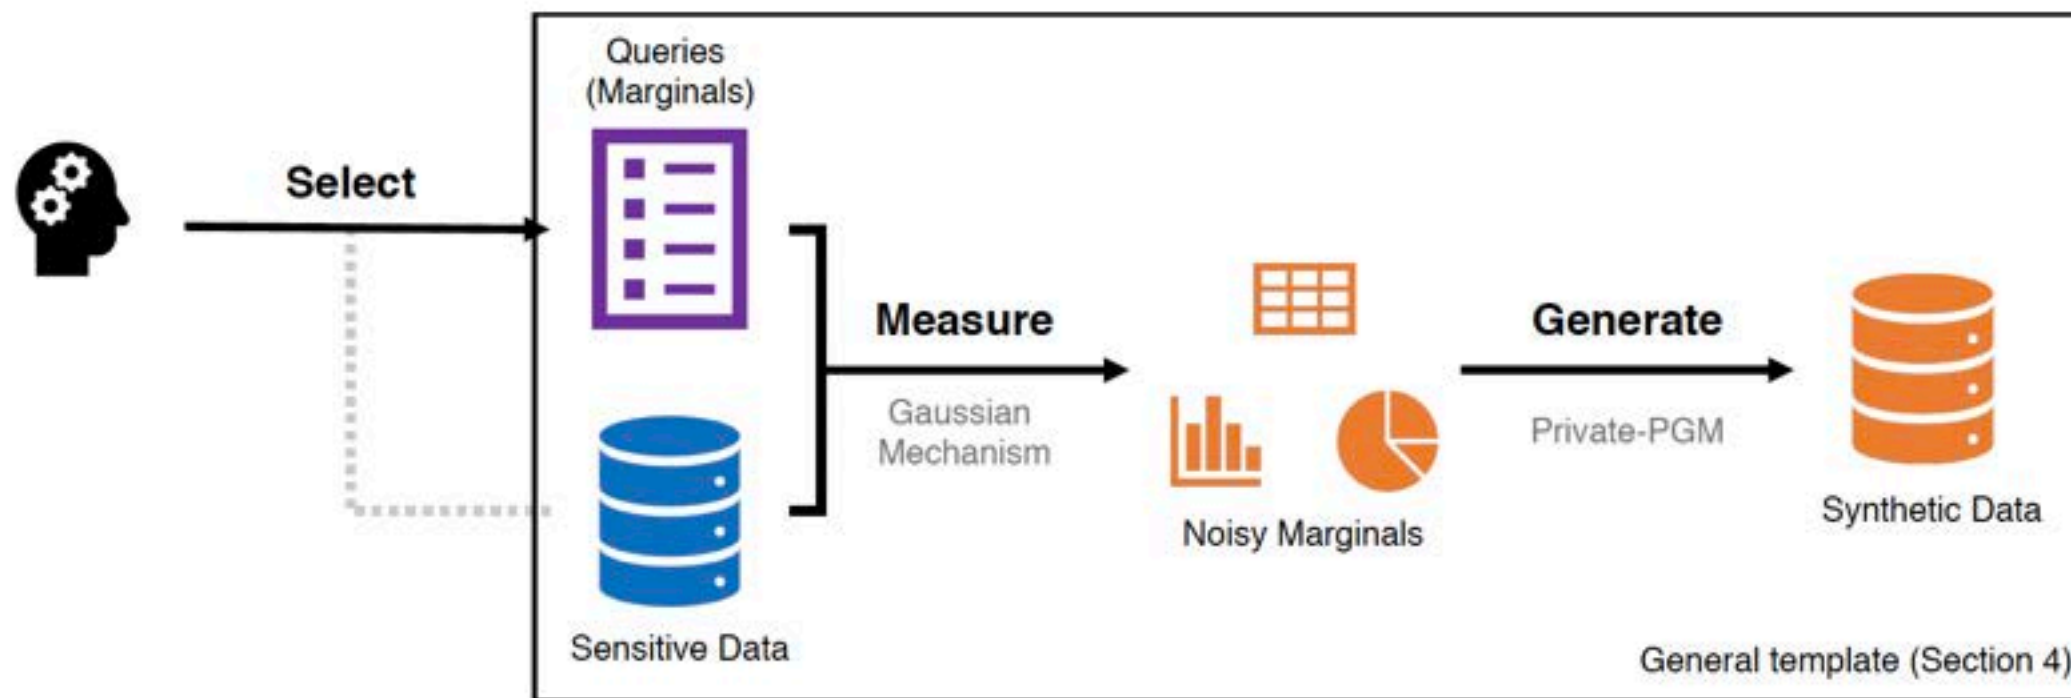 Queries
(Marginals)
Select
Measure
Gaussian
Mechanism
Generate
Private-PGM
Noisy Marginals
Synthetic Data
Sensitive Data
General template (Section 4)